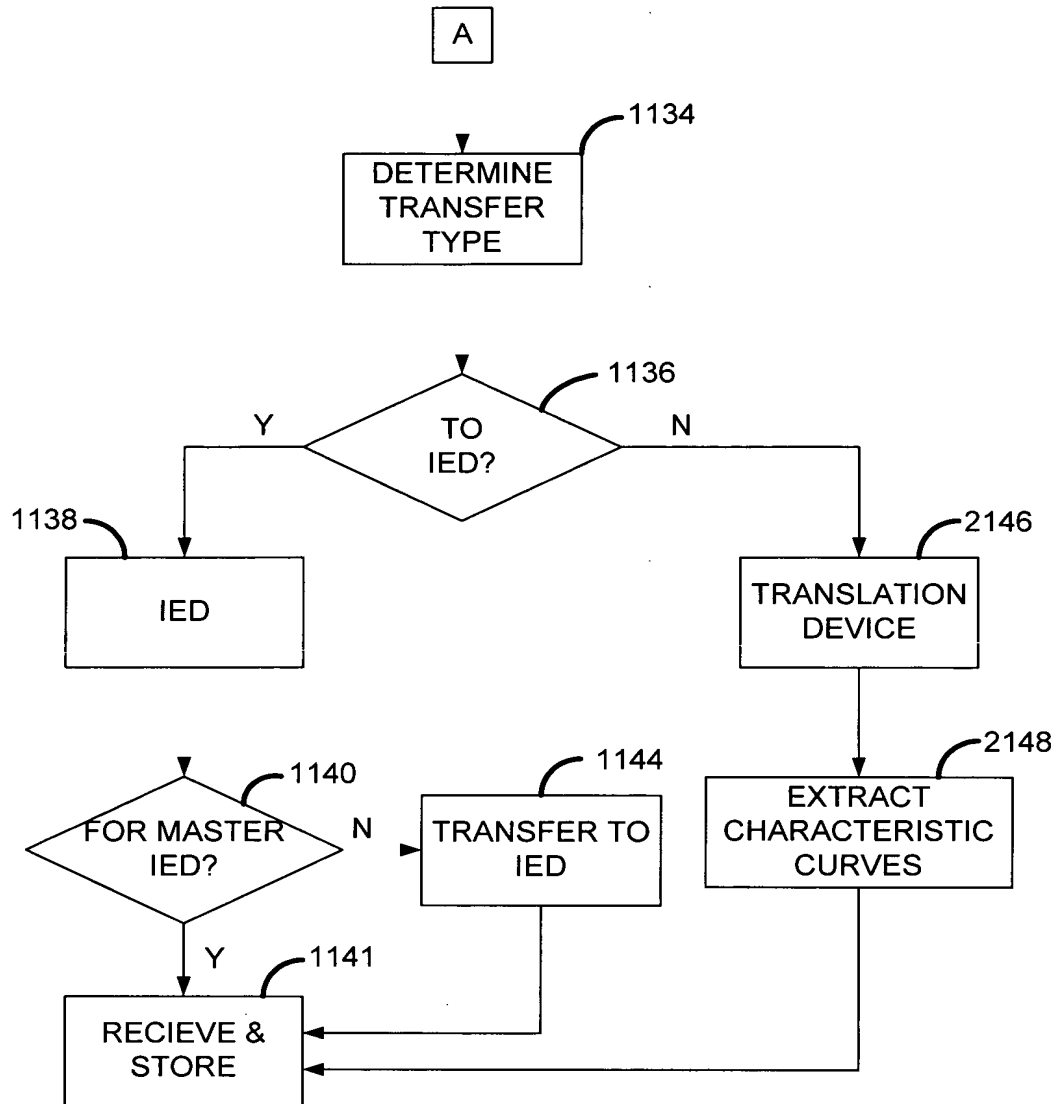 A
1134
DETERMINE
TRANSFER
TYPE
1136
Y
TO
IED?
N
1138
IED
2146
TRANSLATION
DEVICE
1140
FOR MASTER
IED?
N
1144
TRANSFER TO
IED
2148
EXTRACT
CHARACTERISTIC
CURVES
Y
1141
RECIEVE &
STORE